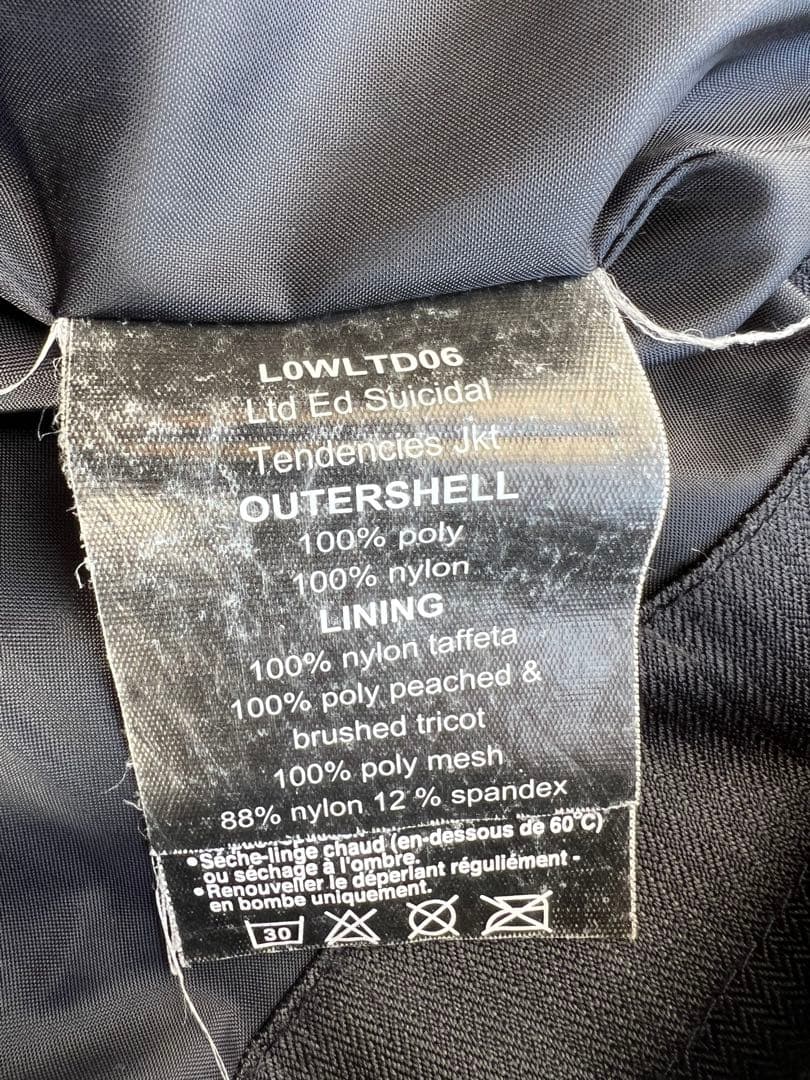 L0WLTD06
Ltd Ed Suicidal
Tendencies Jkt
OUTERSHELL
100% poly
100% nylon
LINING
100% nylon taffeta
100% poly peached &
brushed tricot
100% poly mesh
88% nylon 12 % spandex
•Séche-linge chaud (en-dessous de 60°C)
ou séchage à l'ombre.
•Renouveller le déperlant réguliément -
en bombe uniquement.
30